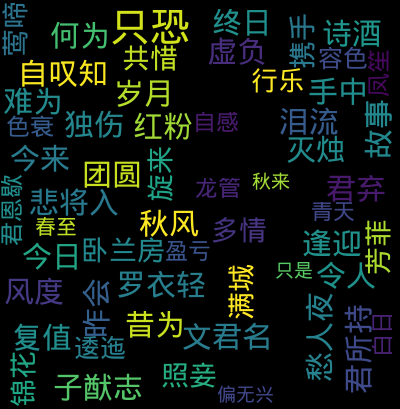 莺啼
何为
只恐
终日
诗酒
携手
共惜
虚负
容色
自叹知
行乐
凤笙
难为
岁月
手中
故事
色衰
独伤
红粉
自感
泪流
灭烛
今来
团圆
旋来
龙管
秋来
君弃
君恩歇
悲将入
青天
春至
秋风
多情
逢迎
芳菲
今日
卧兰房
盈亏
只是
令人
风度
乍会
罗衣轻
满城
愁人夜
君所持
白日
复值
逶迤
昔为
文君名
锦花
子猷志
照妾
偏无兴